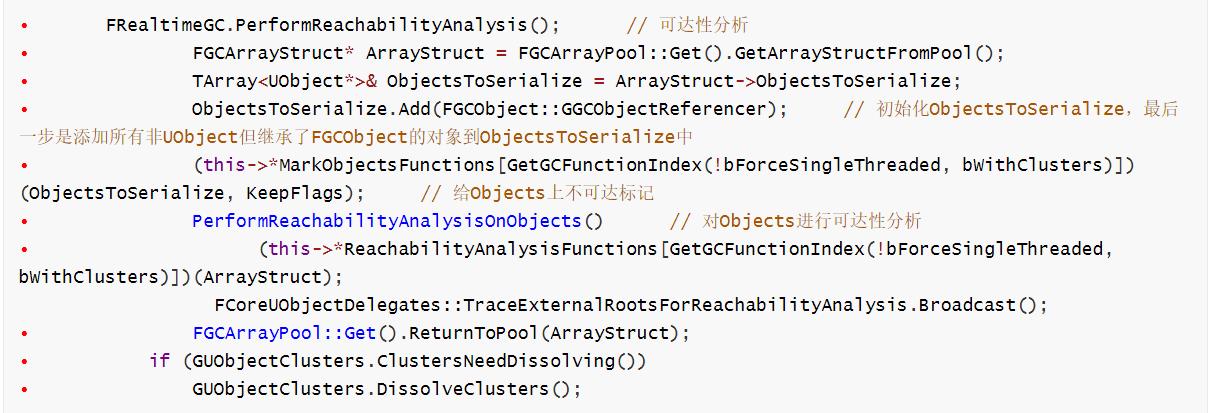 FRealtimeGC.PerformReachabilityAnalysis();      // 可达性分析
FGCArrayStruct* ArrayStruct = FGCArrayPool::Get().GetArrayStructFromPool();
TArray<UObject*>& ObjectsToSerialize = ArrayStruct->ObjectsToSerialize;
ObjectsToSerialize.Add(FGCObject::GGCObjectReferencer);     // 初始化ObjectsToSerialize，最后
一步是添加所有非UObject但继承了FGCObject的对象到ObjectsToSerialize中
(this->*MarkObjectsFunctions[GetGCFunctionIndex(!bForceSingleThreaded, bWithClusters)])
(ObjectsToSerialize, KeepFlags);     // 给Objects上不可达标记
PerformReachabilityAnalysisOnObjects()      // 对Objects进行可达性分析
(this->*ReachabilityAnalysisFunctions[GetGCFunctionIndex(!bForceSingleThreaded,
bWithClusters)])(ArrayStruct);
FCoreUObjectDelegates::TraceExternalRootsForReachabilityAnalysis.Broadcast();
FGCArrayPool::Get().ReturnToPool(ArrayStruct);
if (GUObjectClusters.ClustersNeedDissolving())
GUObjectClusters.DissolveClusters();